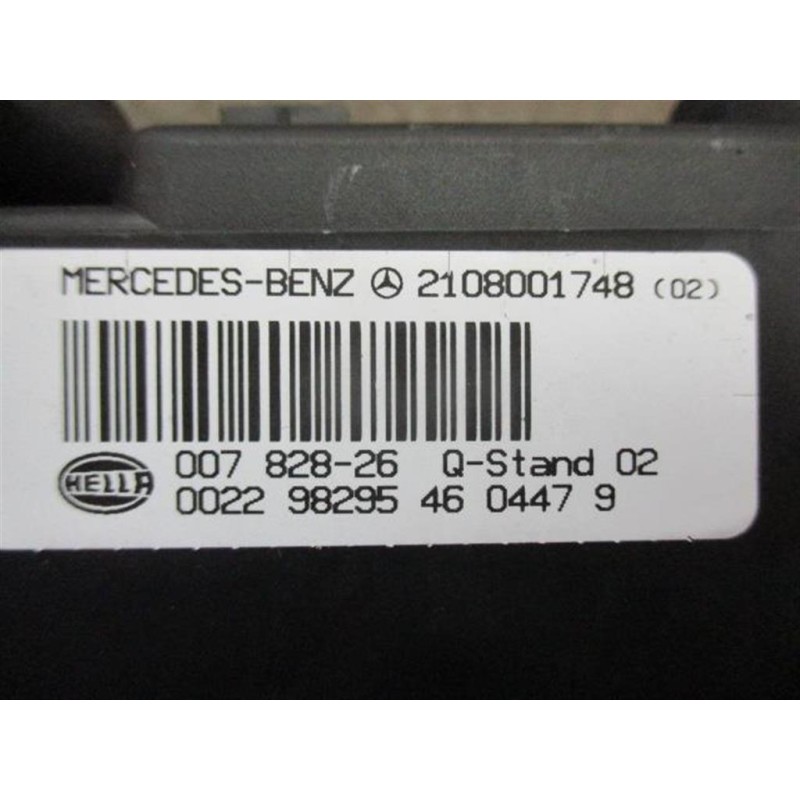 MERCEDES-BENZ 2108001748 (02)
HELLA 007 828-26 Q-Stand 02
0022 98295 46 0447 9